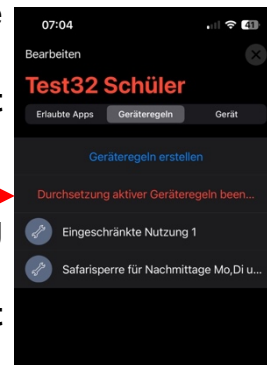 07:04
41
Bearbeiten
Test32 Schüler
Erlaubte Apps Geräteregeln Gerät
Geräteregeln erstellen
Durchsetzung aktiver Geräteregeln been...
Eingeschränkte Nutzung 1
Safarisperre für Nachmittage Mo,Di u...